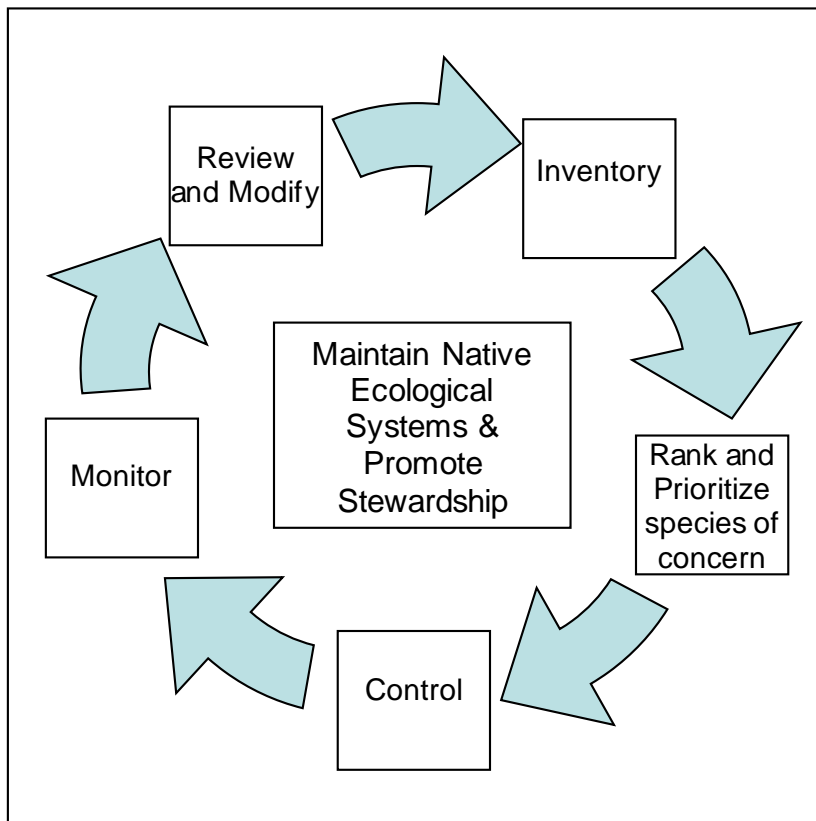 Review
and Modify
Inventory
Maintain Native
Ecological
Systems &
Promote
Stewardship
Rank and
Prioritize
species of
concern
Monitor
Control